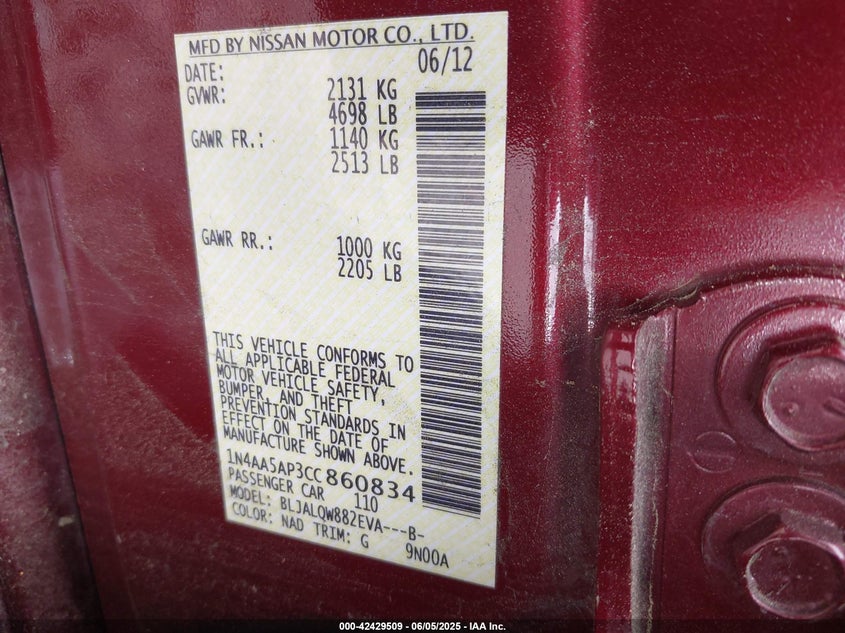 MFD BY NISSAN MOTOR CO., LTD.
DATE: 06/12
GVWR: 2131 KG
4698 LB
GAWR FR.: 1140 KG
2513 LB
GAWR RR.: 1000 KG
2205 LB
THIS VEHICLE CONFORMS TO
ALL APPLICABLE FEDERAL
MOTOR VEHICLE SAFETY,
BUMPER, AND THEFT
PREVENTION STANDARDS IN
EFFECT ON THE DATE OF
MANUFACTURE SHOWN ABOVE.
1N4AA5AP3CC860834
PASSENGER CAR 110
MODEL: BLJALQW882EVA---B-
COLOR: NAD TRIM: G 9N00A
000-42429509 - 06/05/2025 - IAA Inc.